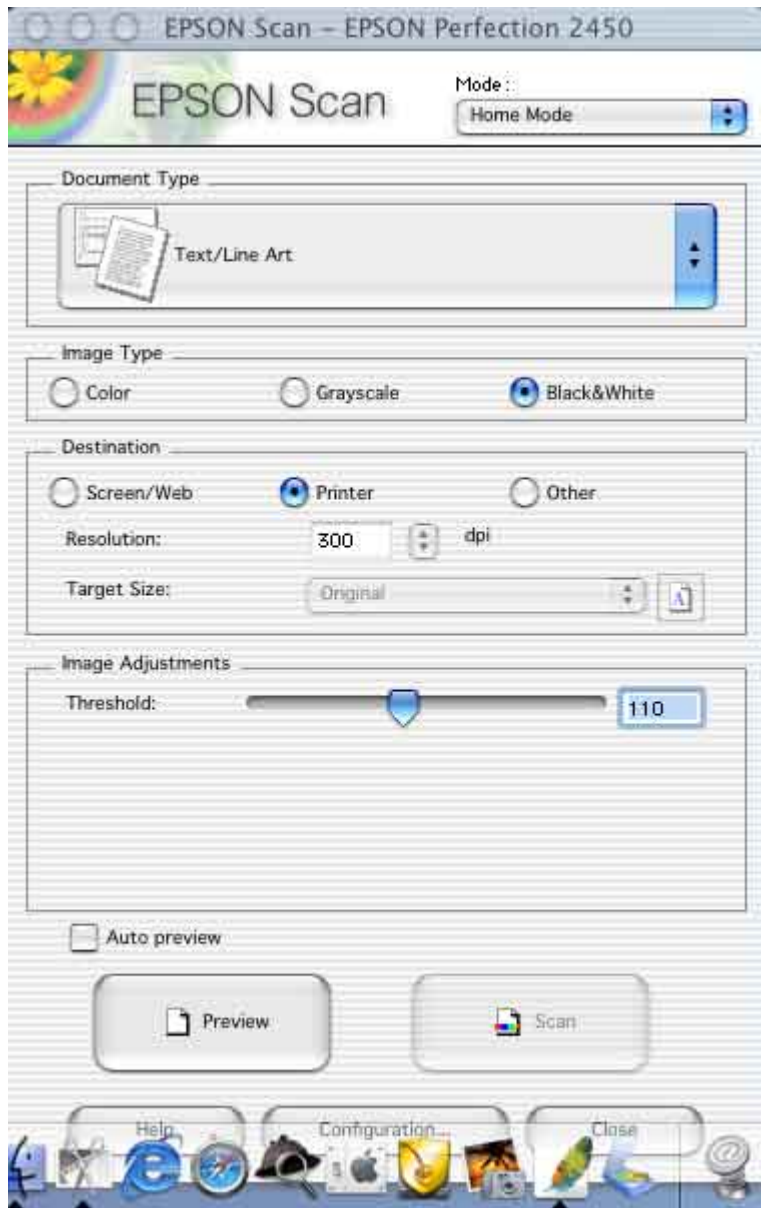 EPSON Scan – EPSON Perfection 2450
EPSON Scan
Mode :
Home Mode
Document Type
Text/Line Art
Image Type
Color Grayscale Black&White
Destination
Screen/Web Printer Other
Resolution: 300 dpi
Target Size: Original
Image Adjustments
Threshold: 110
Auto preview
Preview Scan
Help... Configuration... Close